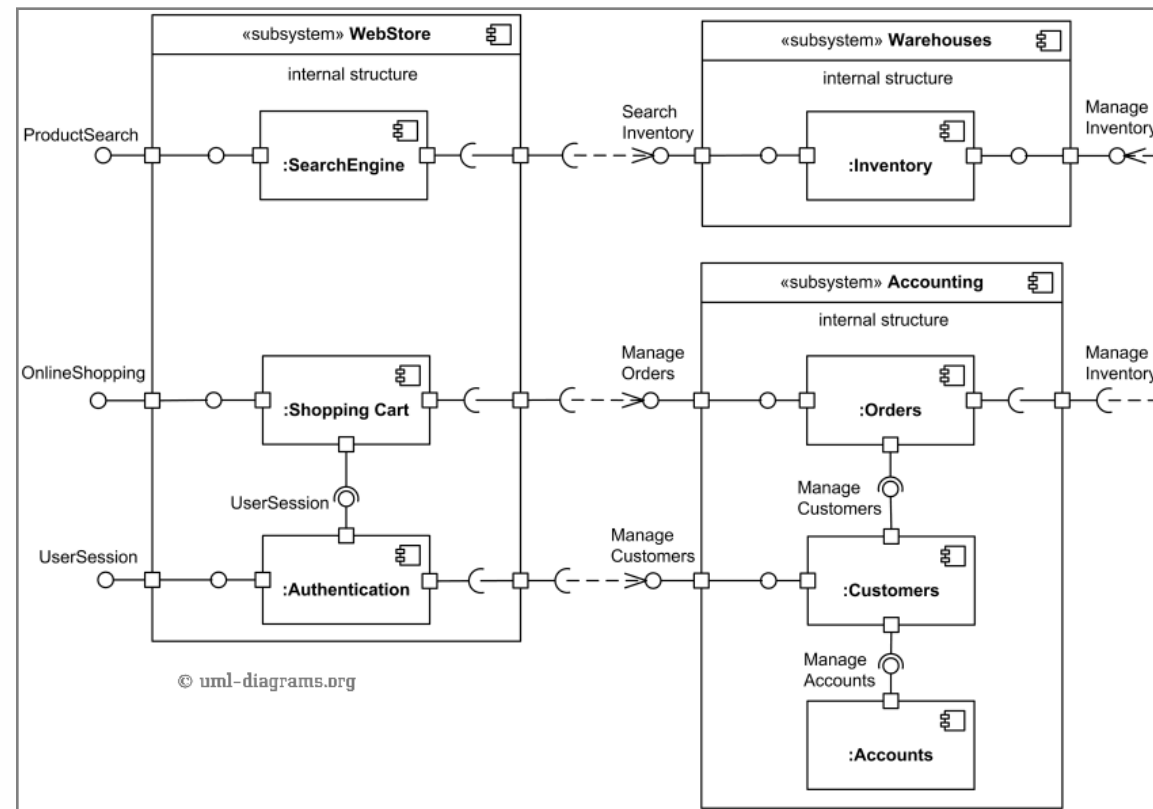 «subsystem» WebStore
internal structure
ProductSearch
:SearchEngine
OnlineShopping
:Shopping Cart
UserSession
UserSession
:Authentication
© uml-diagrams.org
«subsystem» Warehouses
internal structure
Search
Inventory
:Inventory
Manage
Inventory
«subsystem» Accounting
internal structure
Manage
Orders
:Orders
Manage
Inventory
Manage
Customers
Manage
Customers
:Customers
Manage
Accounts
:Accounts